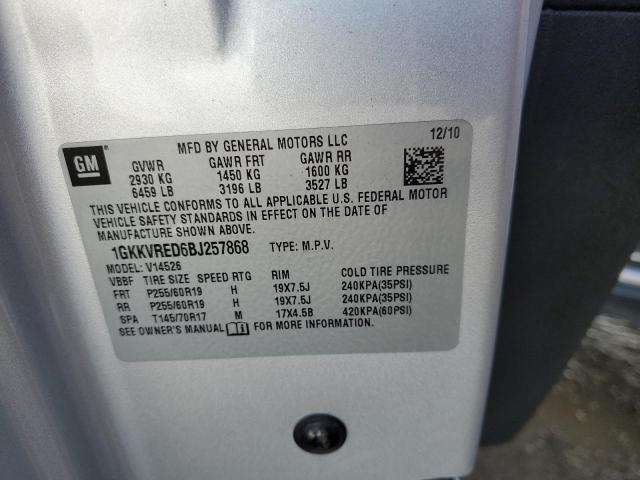 MFD BY GENERAL MOTORS LLC 12/10
GM
GVWR GAWR FRT GAWR RR
2930 KG 1450 KG 1600 KG
6459 LB 3196 LB 3527 LB
THIS VEHICLE CONFORMS TO ALL APPLICABLE U.S. FEDERAL MOTOR
VEHICLE SAFETY STANDARDS IN EFFECT ON THE DATE OF
MANUFACTURE SHOWN ABOVE.
1GKKVRED6BJ257868 TYPE: M.P.V.
MODEL: V14526
VBBF TIRE SIZE SPEED RTG RIM COLD TIRE PRESSURE
FRT P255/60R19 H 19X7.5J 240KPA(35PSI)
RR P255/60R19 H 19X7.5J 240KPA(35PSI)
SPA T145/70R17 M 17X4.5B 420KPA(60PSI)
SEE OWNER'S MANUAL FOR MORE INFORMATION.